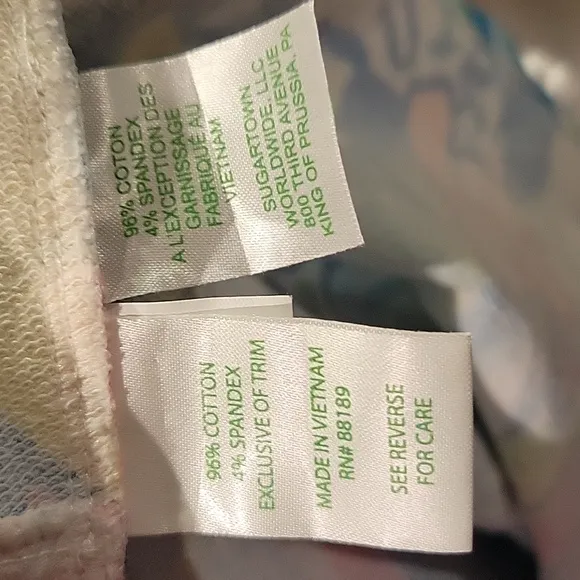 96% COTON
4% SPANDEX
A L'EXCEPTION DES
GARNISSAGE
FABRIQUÉ AU
VIETNAM
SUGARTOWN
WORLDWIDE, LLC
800 THIRD AVENUE
KING OF PRUSSIA, PA
96% COTTON
4% SPANDEX
EXCLUSIVE OF TRIM
MADE IN VIETNAM
RN# 88189
SEE REVERSE
FOR CARE